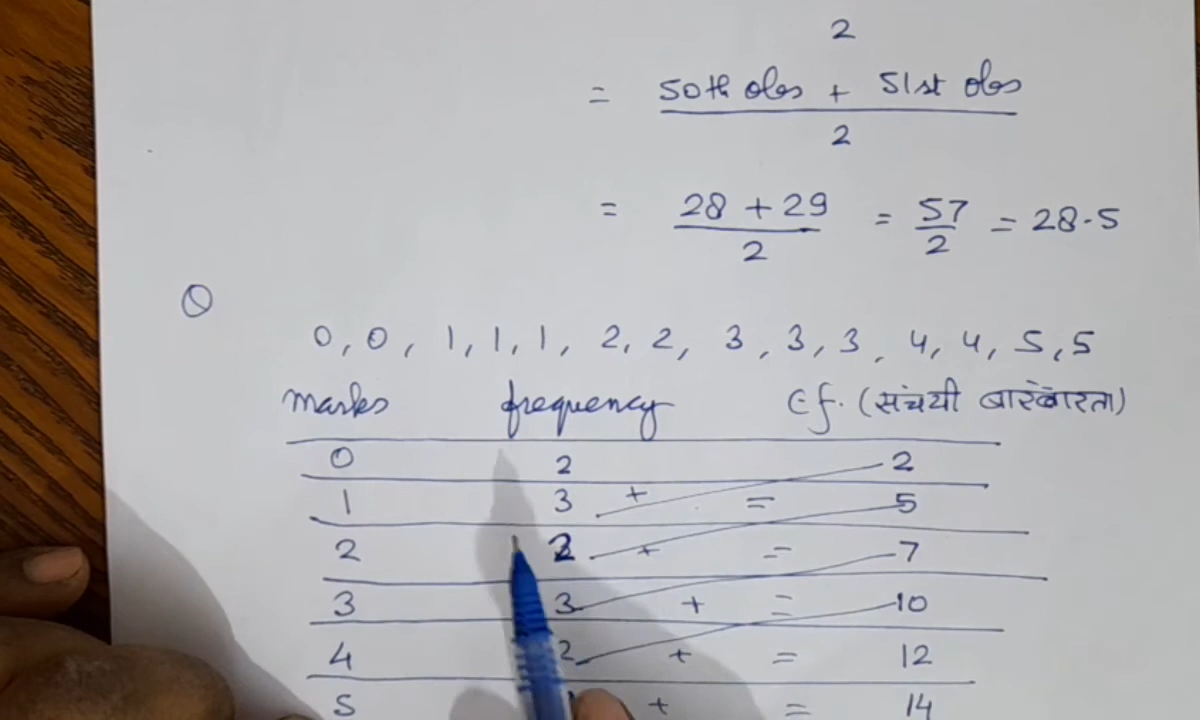 2
= 50th obs + 51st obs
2
= 28 + 29 = 57 = 28.5
2 2
Q
0, 0, 1, 1, 1, 2, 2, 3, 3, 3, 4, 4, 5, 5
marks frequency cf. (संचयी बारंबारता)
0 2 2
1 3 + = 5
2 2 + = 7
3 3 + = 10
4 2 + = 12
5 + = 14